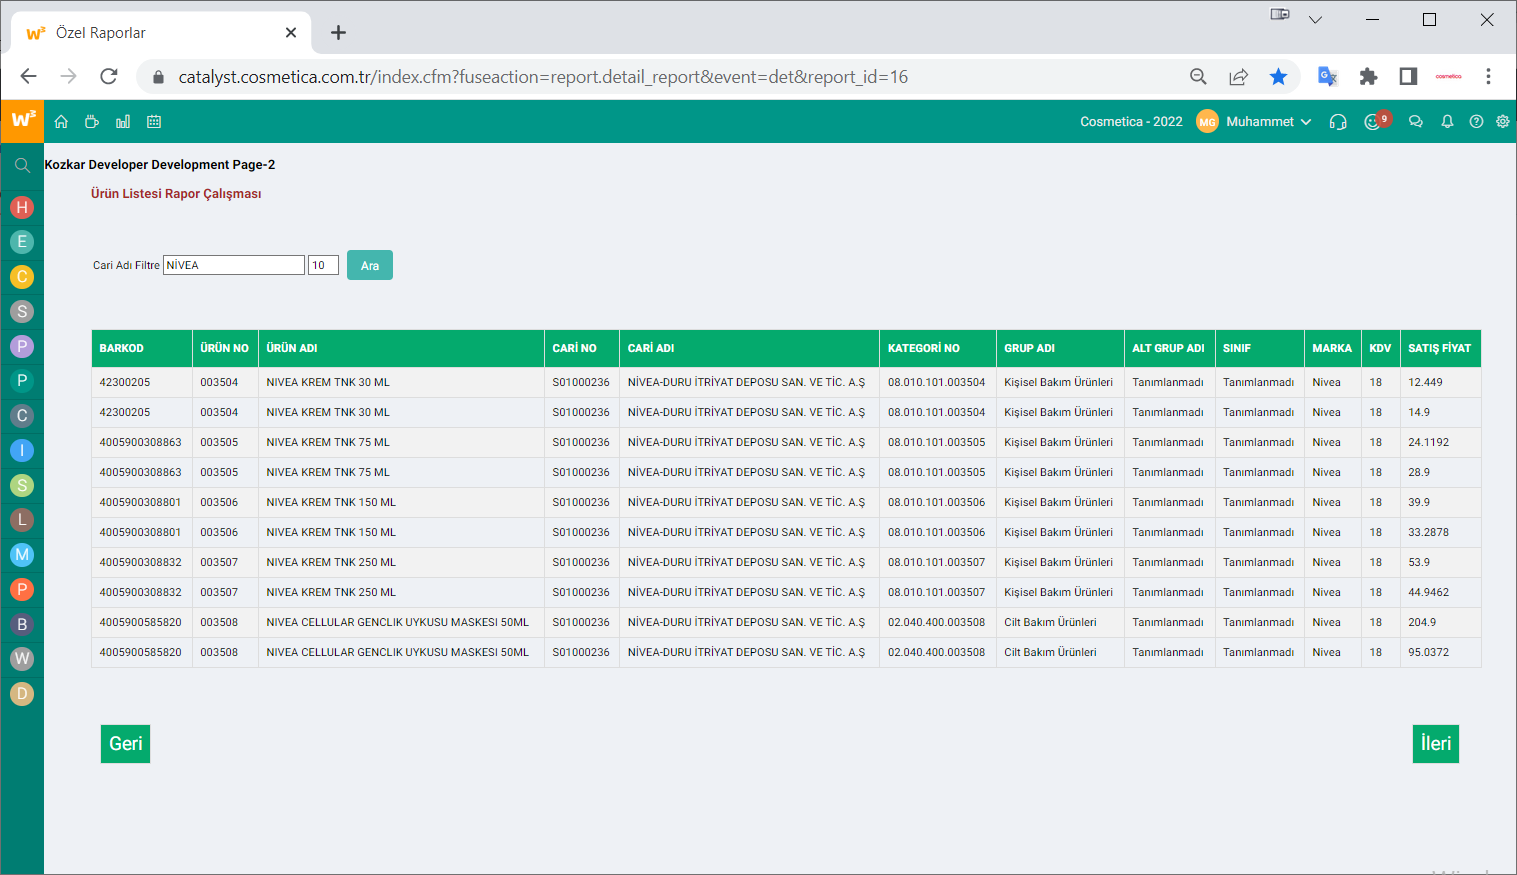 Özel Raporlar
catalyst.cosmetica.com.tr/index.cfm?fuseaction=report.detail_report&event=det&report_id=16
cosmetica
w3
Cosmetica - 2022 MG Muhammet 9
Kozkar Developer Development Page-2
Ürün Listesi Rapor Çalışması
H
E
C
S
P
P
C
I
S
L
M
P
B
W
D
Cari Adı Filtre NİVEA 10 Ara
BARKOD ÜRÜN NO ÜRÜN ADI CARİ NO CARİ ADI KATEGORİ NO GRUP ADI ALT GRUP ADI SINIF MARKA KDV SATIŞ FİYAT
42300205 003504 NIVEA KREM TNK 30 ML S01000236 NİVEA-DURU İTRİYAT DEPOSU SAN. VE TİC. A.Ş 08.010.101.003504 Kişisel Bakım Ürünleri Tanımlanmadı Tanımlanmadı Nivea 18 12.449
42300205 003504 NIVEA KREM TNK 30 ML S01000236 NİVEA-DURU İTRİYAT DEPOSU SAN. VE TİC. A.Ş 08.010.101.003504 Kişisel Bakım Ürünleri Tanımlanmadı Tanımlanmadı Nivea 18 14.9
4005900308863 003505 NIVEA KREM TNK 75 ML S01000236 NİVEA-DURU İTRİYAT DEPOSU SAN. VE TİC. A.Ş 08.010.101.003505 Kişisel Bakım Ürünleri Tanımlanmadı Tanımlanmadı Nivea 18 24.1192
4005900308863 003505 NIVEA KREM TNK 75 ML S01000236 NİVEA-DURU İTRİYAT DEPOSU SAN. VE TİC. A.Ş 08.010.101.003505 Kişisel Bakım Ürünleri Tanımlanmadı Tanımlanmadı Nivea 18 28.9
4005900308801 003506 NIVEA KREM TNK 150 ML S01000236 NİVEA-DURU İTRİYAT DEPOSU SAN. VE TİC. A.Ş 08.010.101.003506 Kişisel Bakım Ürünleri Tanımlanmadı Tanımlanmadı Nivea 18 39.9
4005900308801 003506 NIVEA KREM TNK 150 ML S01000236 NİVEA-DURU İTRİYAT DEPOSU SAN. VE TİC. A.Ş 08.010.101.003506 Kişisel Bakım Ürünleri Tanımlanmadı Tanımlanmadı Nivea 18 33.2878
4005900308832 003507 NIVEA KREM TNK 250 ML S01000236 NİVEA-DURU İTRİYAT DEPOSU SAN. VE TİC. A.Ş 08.010.101.003507 Kişisel Bakım Ürünleri Tanımlanmadı Tanımlanmadı Nivea 18 53.9
4005900308832 003507 NIVEA KREM TNK 250 ML S01000236 NİVEA-DURU İTRİYAT DEPOSU SAN. VE TİC. A.Ş 08.010.101.003507 Kişisel Bakım Ürünleri Tanımlanmadı Tanımlanmadı Nivea 18 44.9462
4005900585820 003508 NIVEA CELLULAR GENCLIK UYKUSU MASKESI 50ML S01000236 NİVEA-DURU İTRİYAT DEPOSU SAN. VE TİC. A.Ş 02.040.400.003508 Cilt Bakım Ürünleri Tanımlanmadı Tanımlanmadı Nivea 18 204.9
4005900585820 003508 NIVEA CELLULAR GENCLIK UYKUSU MASKESI 50ML S01000236 NİVEA-DURU İTRİYAT DEPOSU SAN. VE TİC. A.Ş 02.040.400.003508 Cilt Bakım Ürünleri Tanımlanmadı Tanımlanmadı Nivea 18 95.0372
Geri İleri